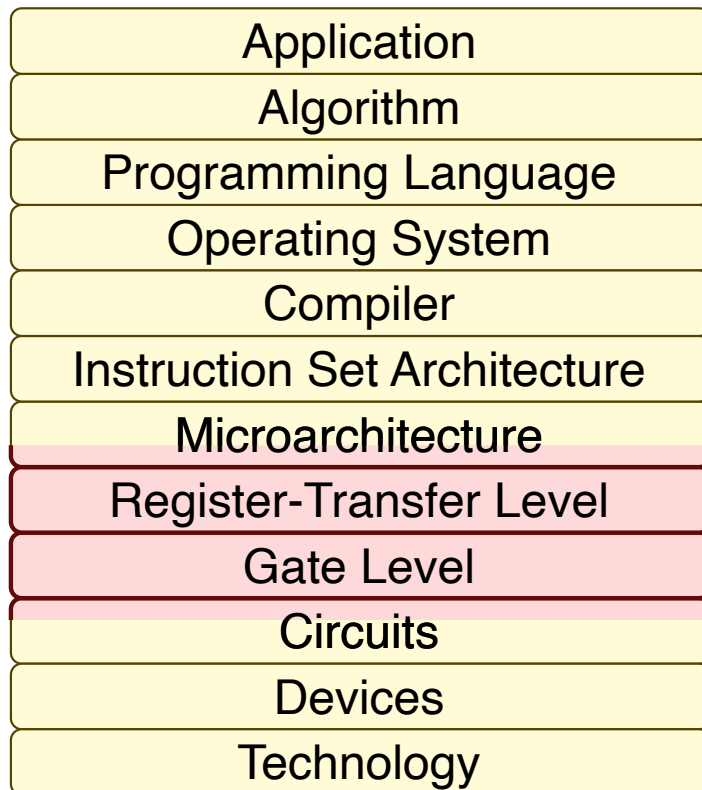 Application
Algorithm
Programming Language
Operating System
Compiler
Instruction Set Architecture
Microarchitecture
Register-Transfer Level
Gate Level
Circuits
Devices
Technology